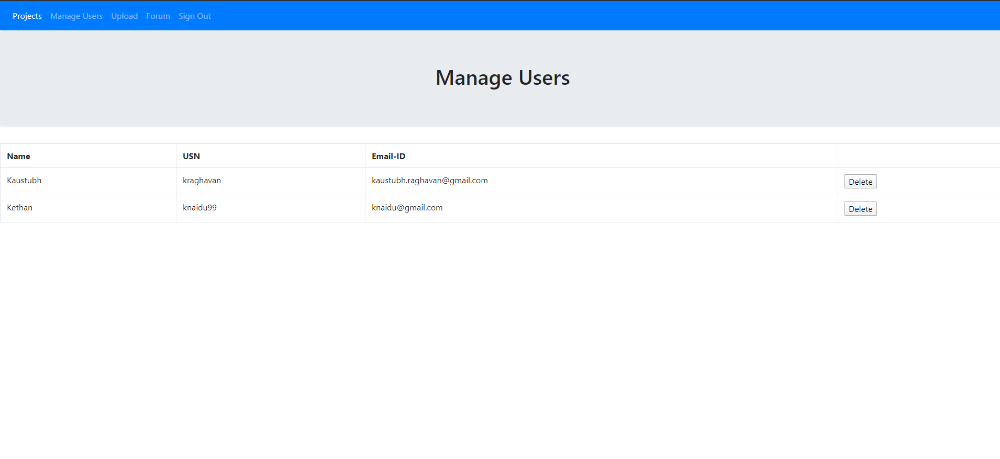 Projects Manage Users Upload Forum Sign Out
Manage Users
Name USN Email-ID
Kaustubh kraghavan kaustubh.raghavan@gmail.com Delete
Kethan knaidu99 knaidu@gmail.com Delete